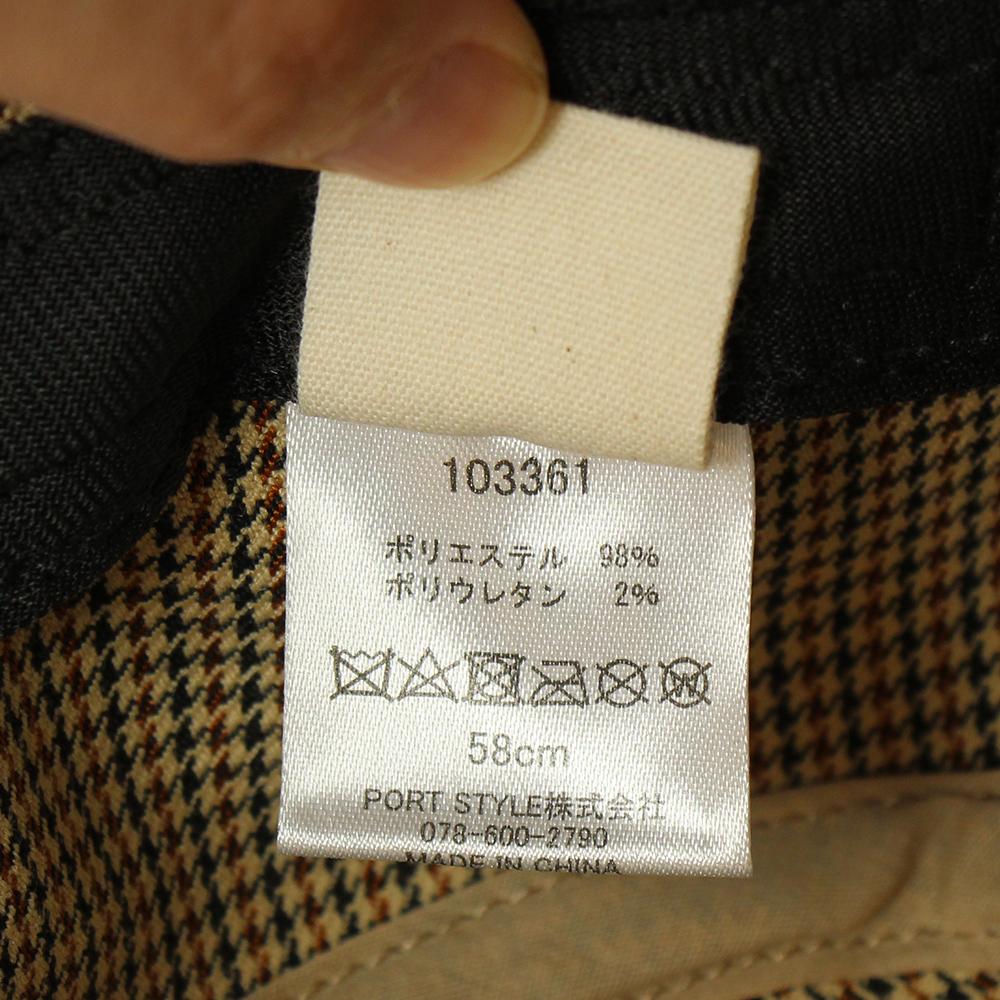 103361
ポリエステル 98%
ポリウレタン 2%
58cm
PORT STYLE株式会社
078-600-2790
MADE IN CHINA